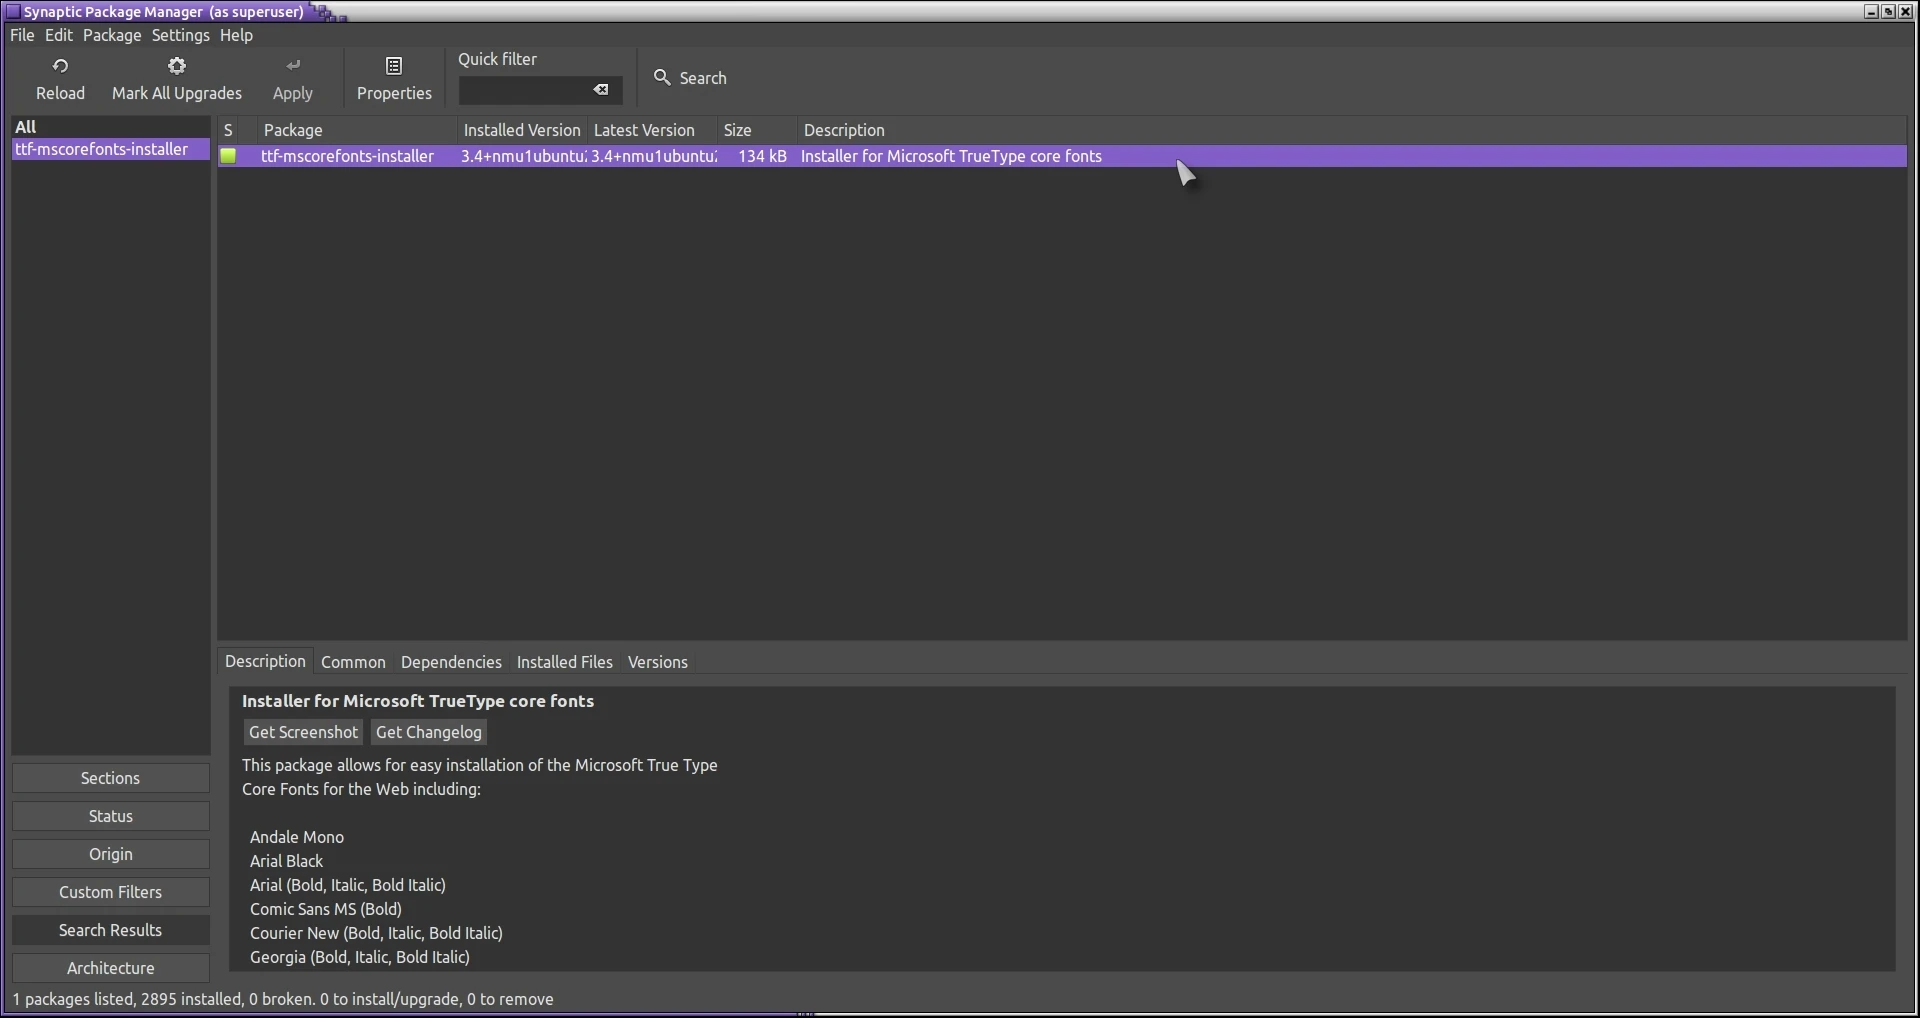 Synaptic Package Manager (as superuser)
File Edit Package Settings Help
Reload
Mark All Upgrades
Apply
Properties
Quick filter
Search
All
ttf-mscorefonts-installer
S Package Installed Version Latest Version Size Description
ttf-mscorefonts-installer 3.4+nmu1ubuntu 3.4+nmu1ubuntu 134 kB Installer for Microsoft TrueType core fonts
Description Common Dependencies Installed Files Versions
Installer for Microsoft TrueType core fonts
Get Screenshot Get Changelog
This package allows for easy installation of the Microsoft True Type
Core Fonts for the Web including:
Andale Mono
Arial Black
Arial (Bold, Italic, Bold Italic)
Comic Sans MS (Bold)
Courier New (Bold, Italic, Bold Italic)
Georgia (Bold, Italic, Bold Italic)
Sections
Status
Origin
Custom Filters
Search Results
Architecture
1 packages listed, 2895 installed, 0 broken. 0 to install/upgrade, 0 to remove